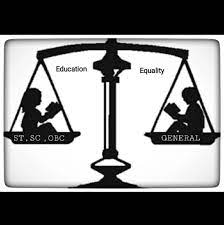 Education
Equality
ST,SC,OBC
GENERAL